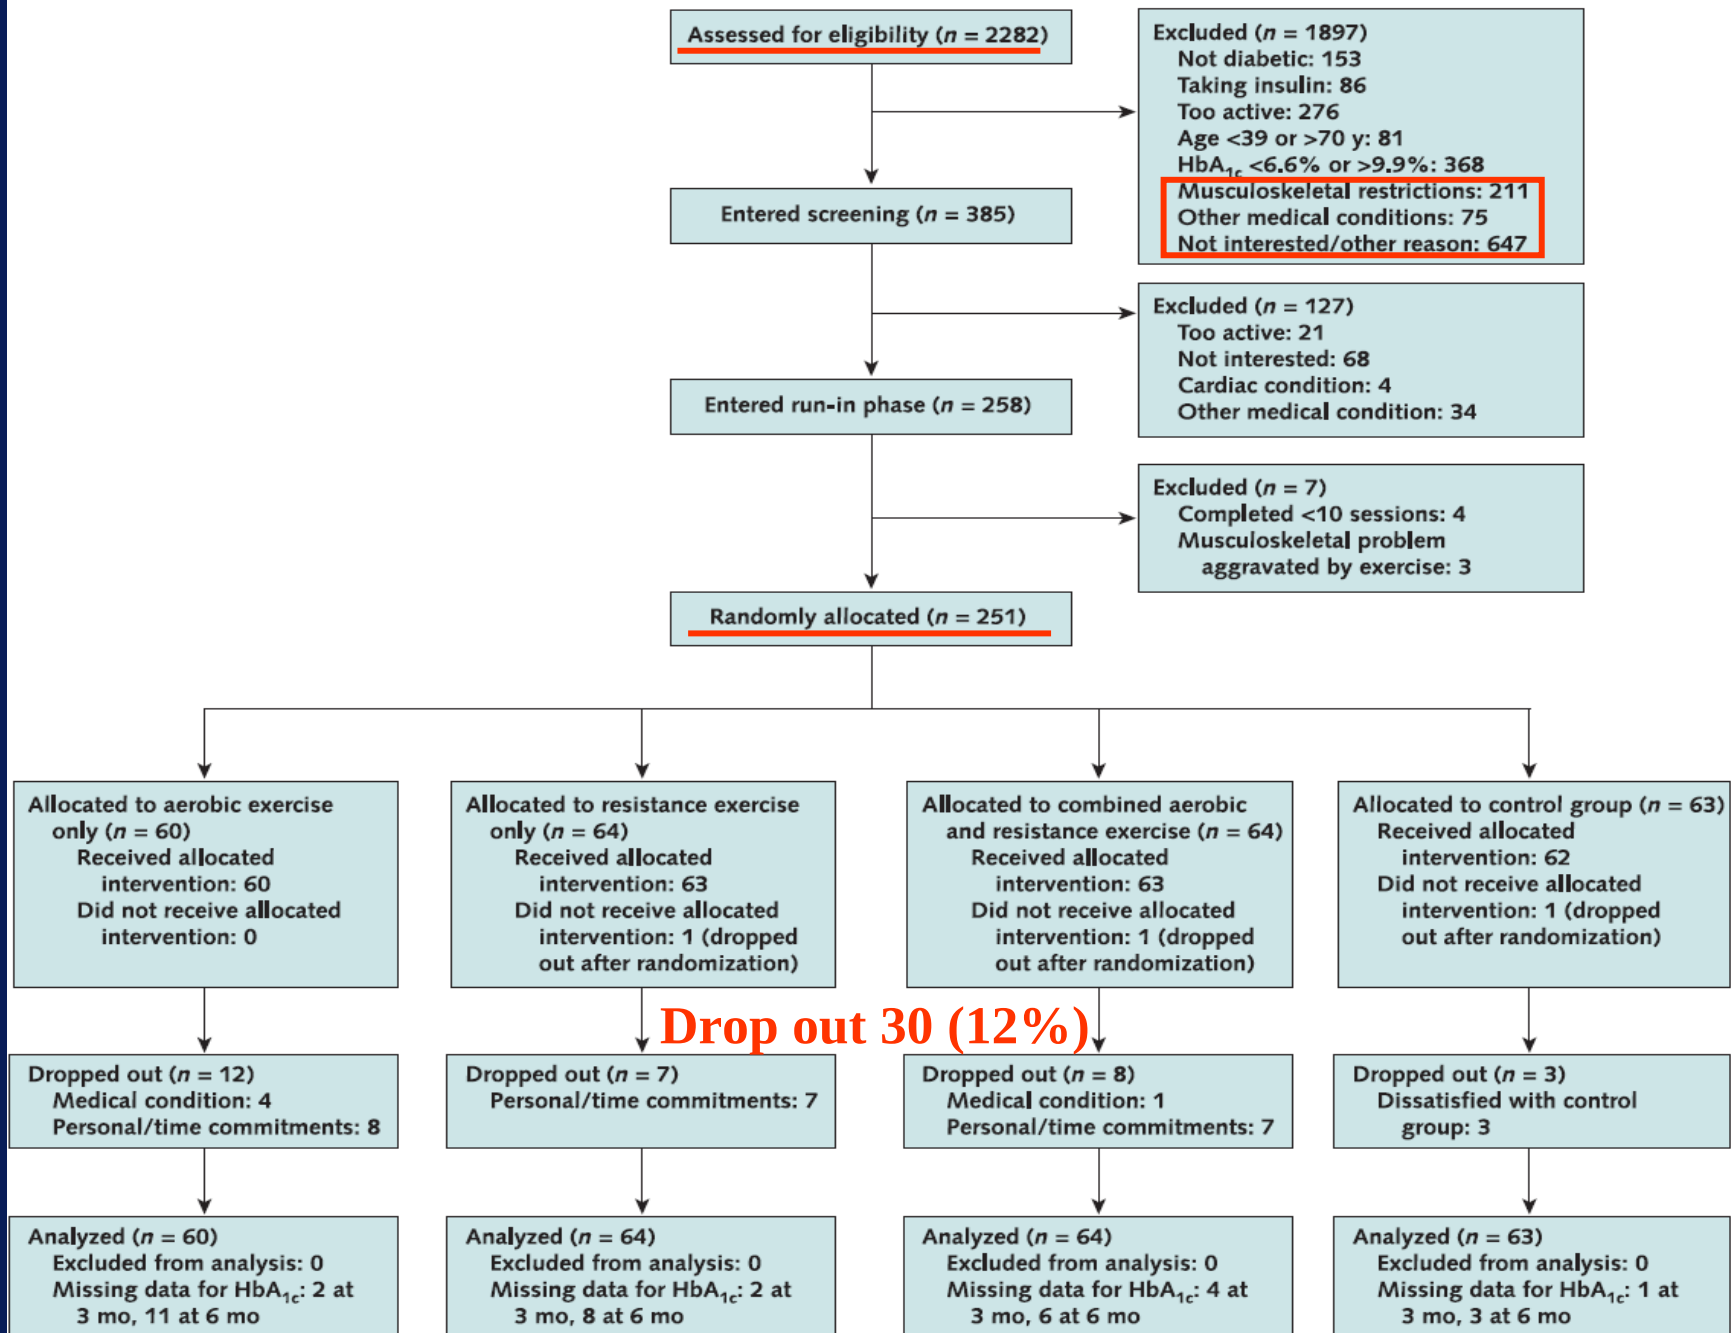 Assessed for eligibility (n = 2282)
Excluded (n = 1897)
Not diabetic: 153
Taking insulin: 86
Too active: 276
Age <39 or >70 y: 81
HbA1c <6.6% or >9.9%: 368
Musculoskeletal restrictions: 211
Other medical conditions: 75
Not interested/other reason: 647
Entered screening (n = 385)
Excluded (n = 127)
Too active: 21
Not interested: 68
Cardiac condition: 4
Other medical condition: 34
Entered run-in phase (n = 258)
Excluded (n = 7)
Completed <10 sessions: 4
Musculoskeletal problem
aggravated by exercise: 3
Randomly allocated (n = 251)
Allocated to aerobic exercise
only (n = 60)
Received allocated
intervention: 60
Did not receive allocated
intervention: 0
Allocated to resistance exercise
only (n = 64)
Received allocated
intervention: 63
Did not receive allocated
intervention: 1 (dropped
out after randomization)
Allocated to combined aerobic
and resistance exercise (n = 64)
Received allocated
intervention: 63
Did not receive allocated
intervention: 1 (dropped
out after randomization)
Allocated to control group (n = 63)
Received allocated
intervention: 62
Did not receive allocated
intervention: 1 (dropped
out after randomization)
Drop out 30 (12%)
Dropped out (n = 12)
Medical condition: 4
Personal/time commitments: 8
Dropped out (n = 7)
Personal/time commitments: 7
Dropped out (n = 8)
Medical condition: 1
Personal/time commitments: 7
Dropped out (n = 3)
Dissatisfied with control
group: 3
Analyzed (n = 60)
Excluded from analysis: 0
Missing data for HbA1c: 2 at
3 mo, 11 at 6 mo
Analyzed (n = 64)
Excluded from analysis: 0
Missing data for HbA1c: 2 at
3 mo, 8 at 6 mo
Analyzed (n = 64)
Excluded from analysis: 0
Missing data for HbA1c: 4 at
3 mo, 6 at 6 mo
Analyzed (n = 63)
Excluded from analysis: 0
Missing data for HbA1c: 1 at
3 mo, 3 at 6 mo